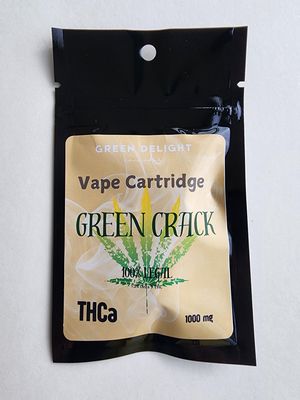 GREEN DELIGHT
Vape Cartridge
GREEN CRACK
100% LEGAL
THCa
1000 mg